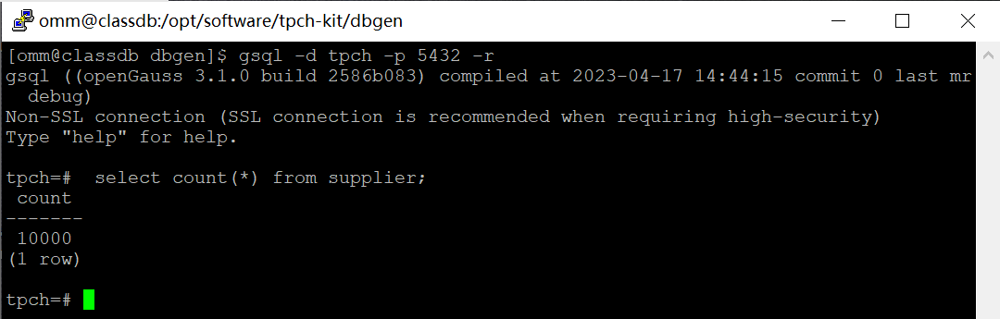 omm@classdb:/opt/software/tpch-kit/dbgen
[omm@classdb dbgen]$ gsql -d tpch -p 5432 -r
gsql ((openGauss 3.1.0 build 2586b083) compiled at 2023-04-17 14:44:15 commit 0 last mr
  debug)
Non-SSL connection (SSL connection is recommended when requiring high-security)
Type "help" for help.
tpch=#  select count(*) from supplier;
 count
-------
 10000
(1 row)
tpch=#